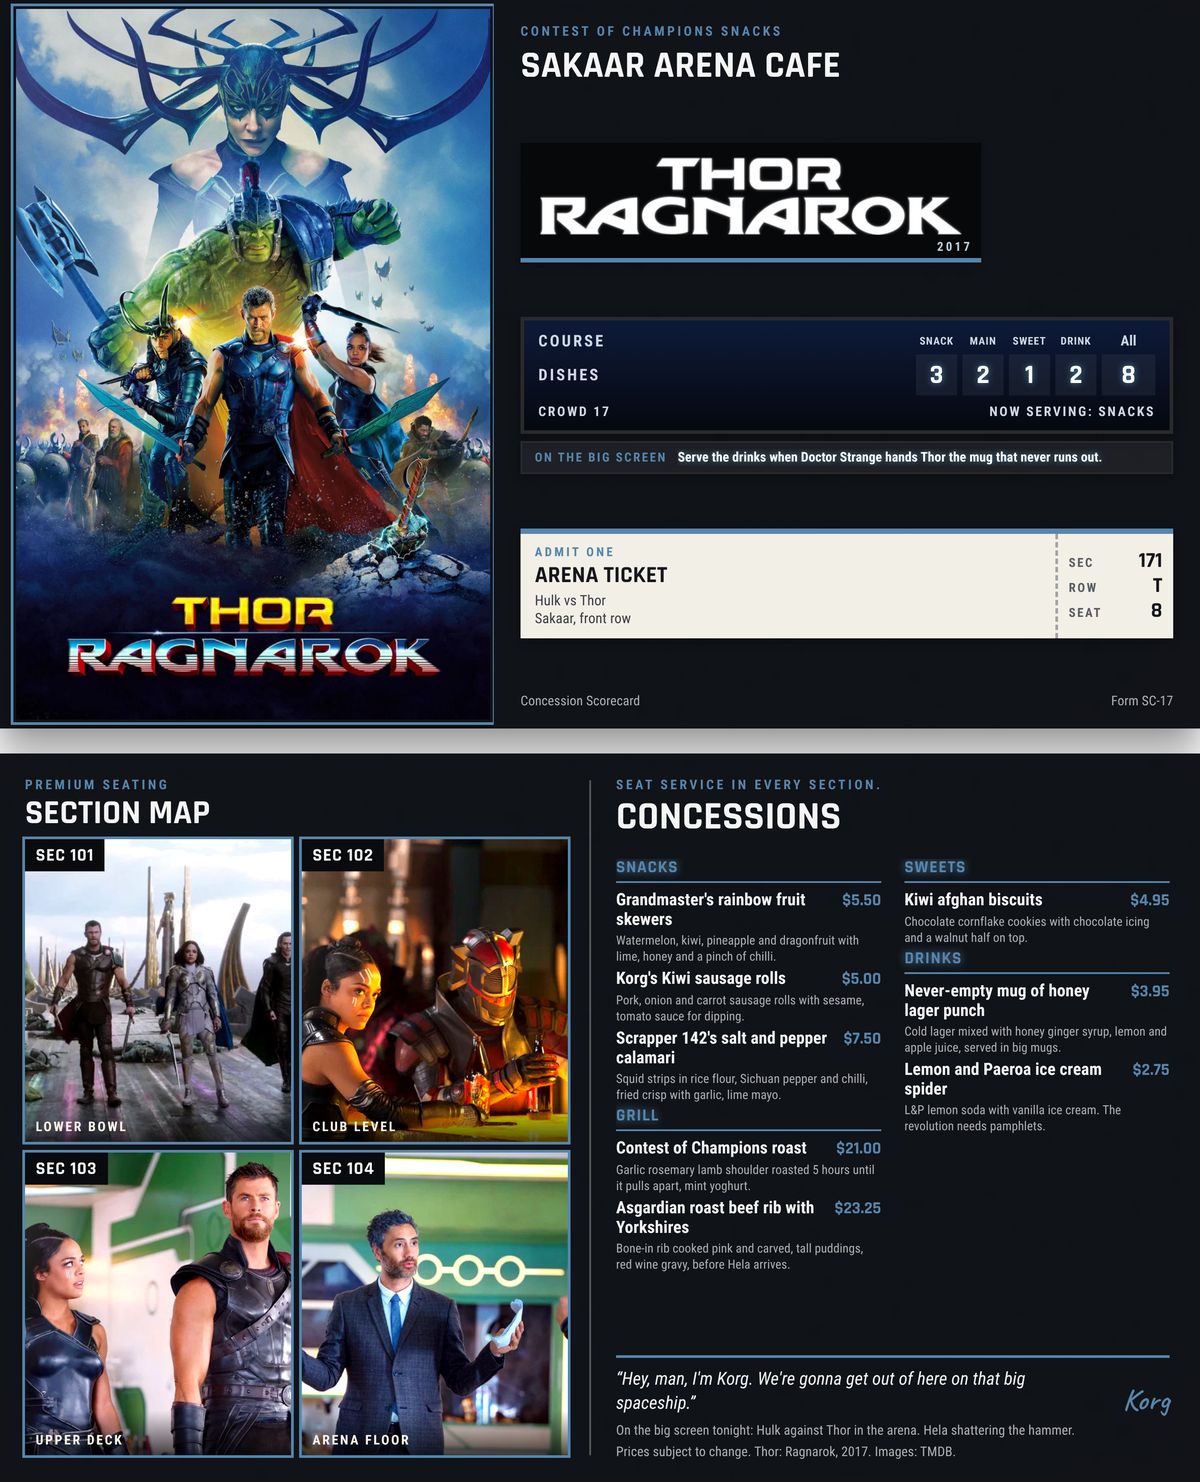 CONTEST OF CHAMPIONS SNACKS
SAKAAR ARENA CAFE
THOR
RAGNAROK
2017
COURSE SNACK MAIN SWEET DRINK All
DISHES 3 2 1 2 8
CROWD 17 NOW SERVING: SNACKS
ON THE BIG SCREEN Serve the drinks when Doctor Strange hands Thor the mug that never runs out.
ADMIT ONE
ARENA TICKET
Hulk vs Thor
Sakaar, front row
SEC 171
ROW T
SEAT 8
THOR
RAGNAROK
Concession Scorecard Form SC-17
PREMIUM SEATING
SECTION MAP
SEC 101
LOWER BOWL
SEC 102
CLUB LEVEL
SEC 103
UPPER DECK
SEC 104
ARENA FLOOR
SEAT SERVICE IN EVERY SECTION.
CONCESSIONS
SNACKS
Grandmaster's rainbow fruit $5.50
skewers
Watermelon, kiwi, pineapple and dragonfruit with
lime, honey and a pinch of chilli.
Korg's Kiwi sausage rolls $5.00
Pork, onion and carrot sausage rolls with sesame,
tomato sauce for dipping.
Scrapper 142's salt and pepper $7.50
calamari
Squid strips in rice flour, Sichuan pepper and chilli,
fried crisp with garlic, lime mayo.
GRILL
Contest of Champions roast $21.00
Garlic rosemary lamb shoulder roasted 5 hours until
it pulls apart, mint yoghurt.
Asgardian roast beef rib with $23.25
Yorkshires
Bone-in rib cooked pink and carved, tall puddings,
red wine gravy, before Hela arrives.
SWEETS
Kiwi afghan biscuits $4.95
Chocolate cornflake cookies with chocolate icing
and a walnut half on top.
DRINKS
Never-empty mug of honey $3.95
lager punch
Cold lager mixed with honey ginger syrup, lemon and
apple juice, served in big mugs.
Lemon and Paeroa ice cream $2.75
spider
L&P lemon soda with vanilla ice cream. The
revolution needs pamphlets.
“Hey, man, I'm Korg. We're gonna get out of here on that big
spaceship.”
Korg
On the big screen tonight: Hulk against Thor in the arena. Hela shattering the hammer.
Prices subject to change. Thor: Ragnarok, 2017. Images: TMDB.